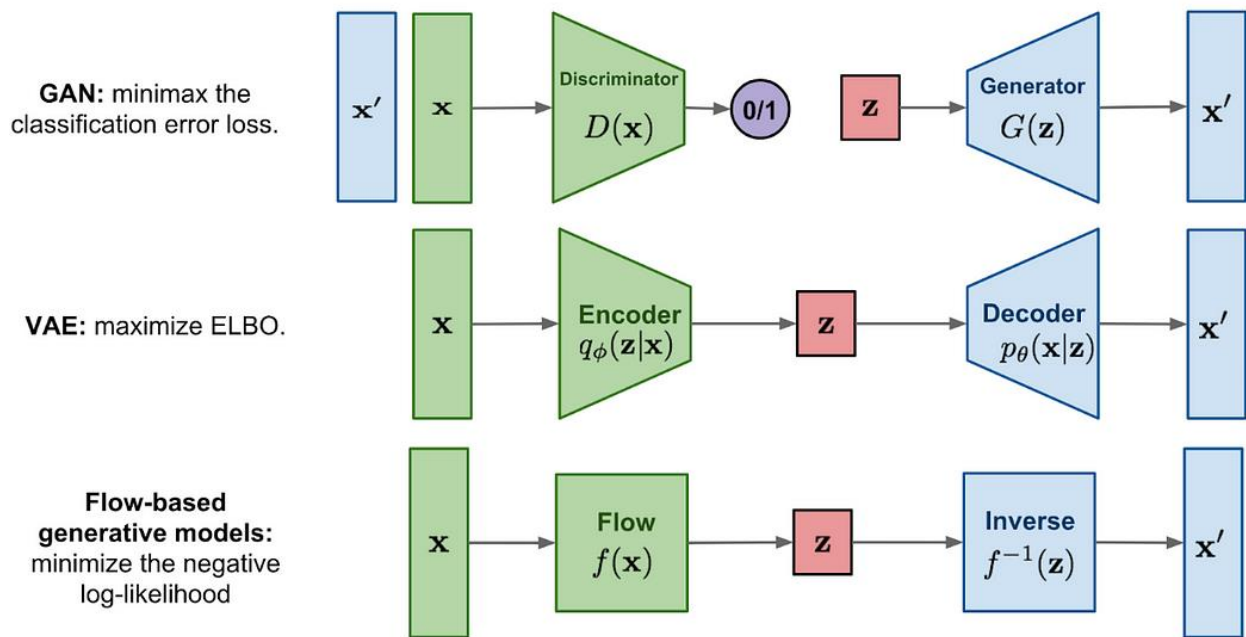 GAN: minimax the
classification error loss.
x′
x
Discriminator
D(x)
0/1
z
Generator
G(z)
x′
VAE: maximize ELBO.
x
Encoder
qϕ(z|x)
z
Decoder
pθ(x|z)
x′
Flow-based
generative models:
minimize the negative
log-likelihood
x
Flow
f(x)
z
Inverse
f⁻¹(z)
x′